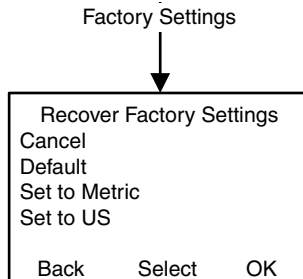 Factory Settings
Recover Factory Settings
Cancel
Default
Set to Metric
Set to US
Back Select OK